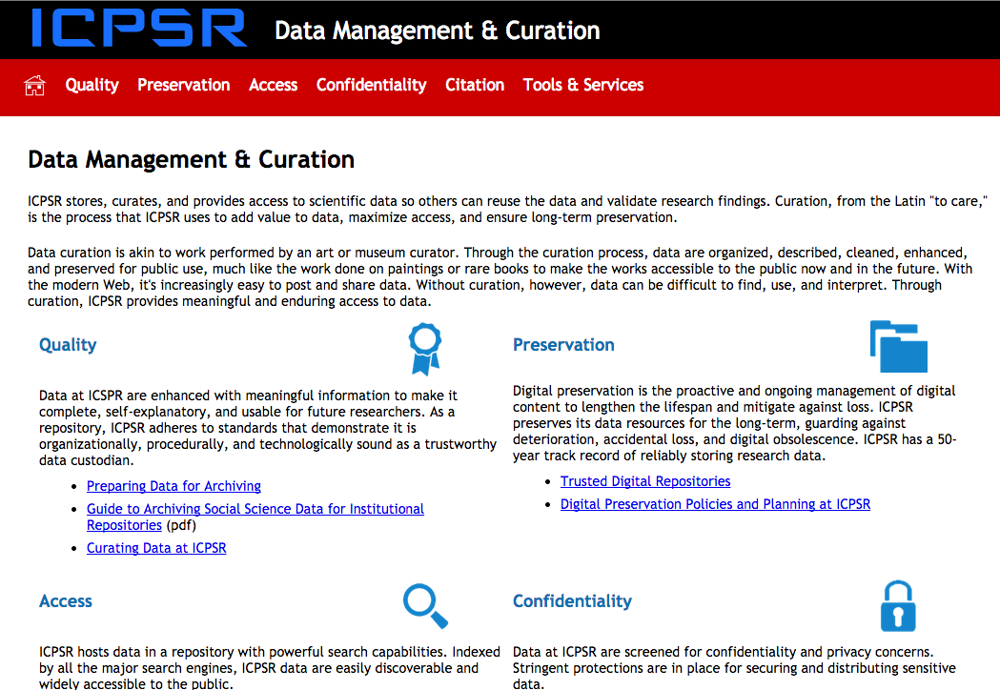 ICPSR Data Management & Curation
Quality Preservation Access Confidentiality Citation Tools & Services
Data Management & Curation
ICPSR stores, curates, and provides access to scientific data so others can reuse the data and validate research findings. Curation, from the Latin "to care,"
is the process that ICPSR uses to add value to data, maximize access, and ensure long-term preservation.
Data curation is akin to work performed by an art or museum curator. Through the curation process, data are organized, described, cleaned, enhanced,
and preserved for public use, much like the work done on paintings or rare books to make the works accessible to the public now and in the future. With
the modern Web, it's increasingly easy to post and share data. Without curation, however, data can be difficult to find, use, and interpret. Through
curation, ICPSR provides meaningful and enduring access to data.
Quality
Data at ICSPR are enhanced with meaningful information to make it
complete, self-explanatory, and usable for future researchers. As a
repository, ICPSR adheres to standards that demonstrate it is
organizationally, procedurally, and technologically sound as a trustworthy
data custodian.
• Preparing Data for Archiving
• Guide to Archiving Social Science Data for Institutional
Repositories (pdf)
• Curating Data at ICPSR
Preservation
Digital preservation is the proactive and ongoing management of digital
content to lengthen the lifespan and mitigate against loss. ICPSR
preserves its data resources for the long-term, guarding against
deterioration, accidental loss, and digital obsolescence. ICPSR has a 50-
year track record of reliably storing research data.
• Trusted Digital Repositories
• Digital Preservation Policies and Planning at ICPSR
Access
ICPSR hosts data in a repository with powerful search capabilities. Indexed
by all the major search engines, ICPSR data are easily discoverable and
widely accessible to the public.
Confidentiality
Data at ICPSR are screened for confidentiality and privacy concerns.
Stringent protections are in place for securing and distributing sensitive
data.